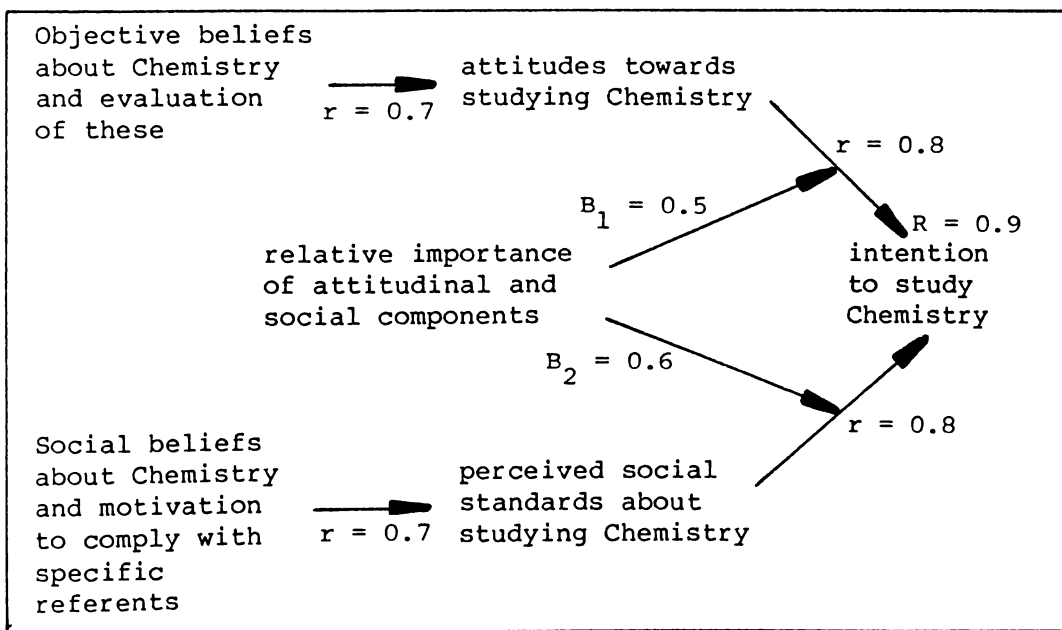 Objective beliefs
about Chemistry
and evaluation
of these
r = 0.7
attitudes towards
studying Chemistry
r = 0.8
B1 = 0.5
R = 0.9
relative importance
of attitudinal and
social components
intention
to study
Chemistry
B2 = 0.6
r = 0.8
Social beliefs
about Chemistry
and motivation
to comply with
specific
referents
r = 0.7
perceived social
standards about
studying Chemistry